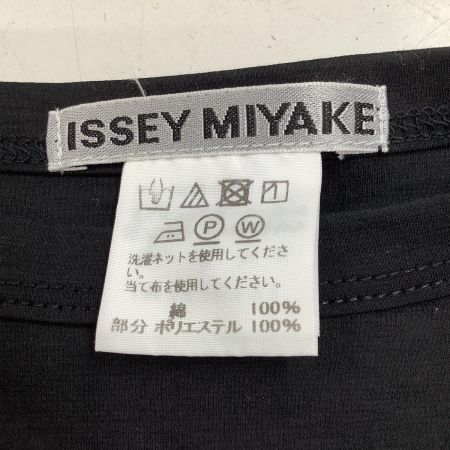 ISSEY MIYAKE
P W
洗濯ネットを使用してくださ
い。
当て布を使用してください。
綿 100%
部分 ポリエステル 100%